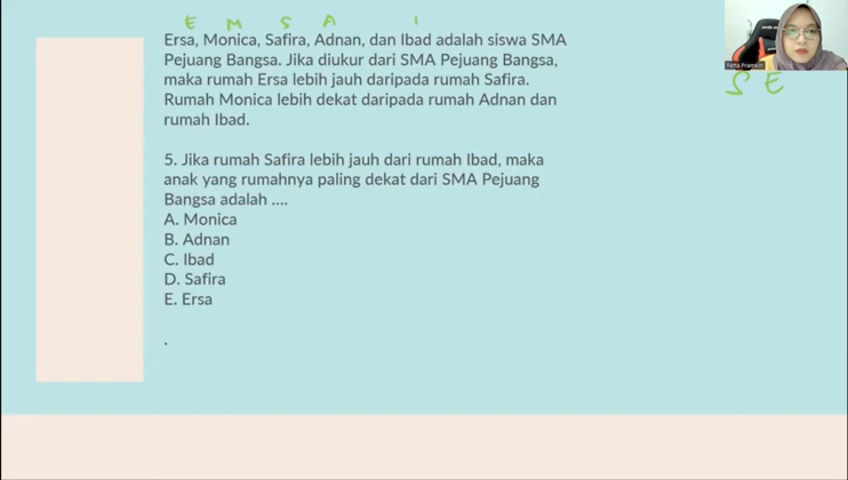 E M S A I
Ersa, Monica, Safira, Adnan, dan Ibad adalah siswa SMA
Pejuang Bangsa. Jika diukur dari SMA Pejuang Bangsa,
maka rumah Ersa lebih jauh daripada rumah Safira.
Rumah Monica lebih dekat daripada rumah Adnan dan
rumah Ibad.
S E
5. Jika rumah Safira lebih jauh dari rumah Ibad, maka
anak yang rumahnya paling dekat dari SMA Pejuang
Bangsa adalah ....
A. Monica
B. Adnan
C. Ibad
D. Safira
E. Ersa
.